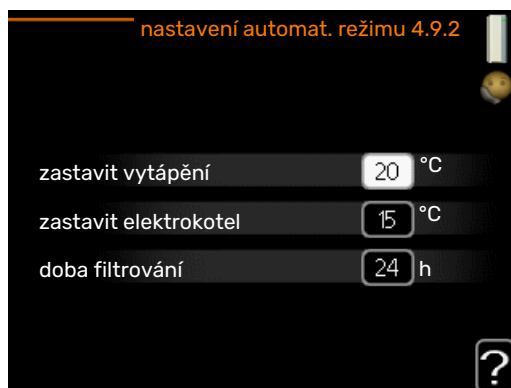 nastavení automat. režimu 4.9.2
zastavit vytápění 20 °C
zastavit elektrokotel 15 °C
doba filtrování 24 h
?